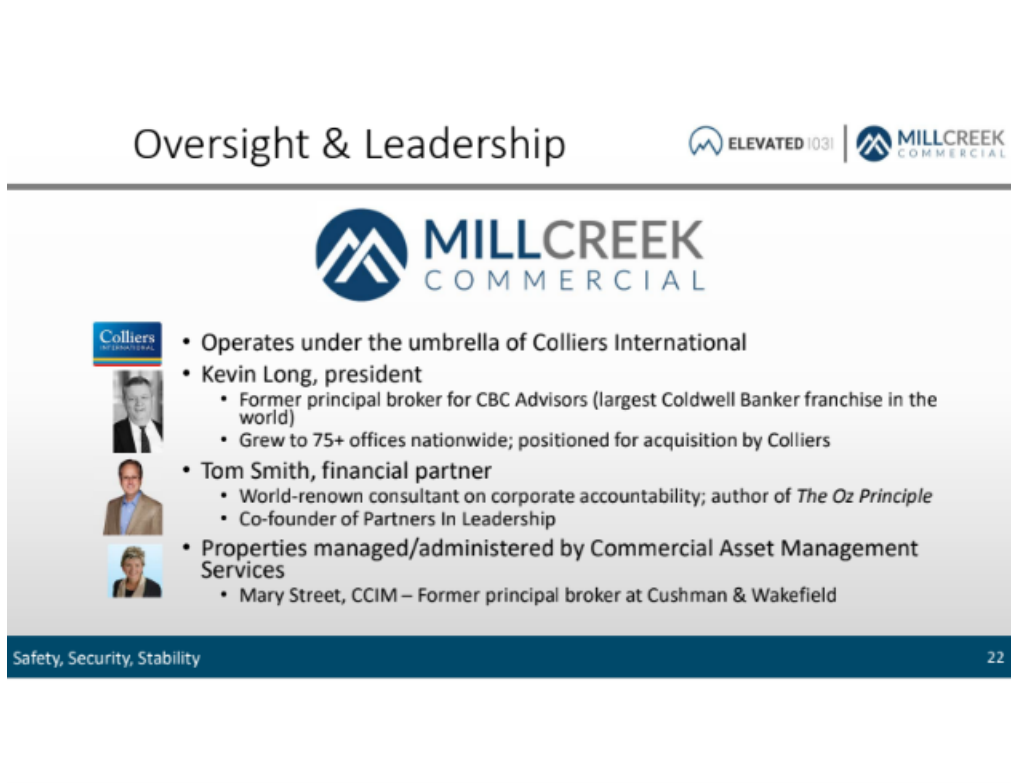 Oversight & Leadership
ELEVATED 1031
MILLCREEK
COMMERCIAL
MILLCREEK
COMMERCIAL
Colliers
INTERNATIONAL
• Operates under the umbrella of Colliers International
• Kevin Long, president
• Former principal broker for CBC Advisors (largest Coldwell Banker franchise in the
world)
• Grew to 75+ offices nationwide; positioned for acquisition by Colliers
• Tom Smith, financial partner
• World-renown consultant on corporate accountability; author of The Oz Principle
• Co-founder of Partners In Leadership
• Properties managed/administered by Commercial Asset Management
Services
• Mary Street, CCIM – Former principal broker at Cushman & Wakefield
Safety, Security, Stability
22